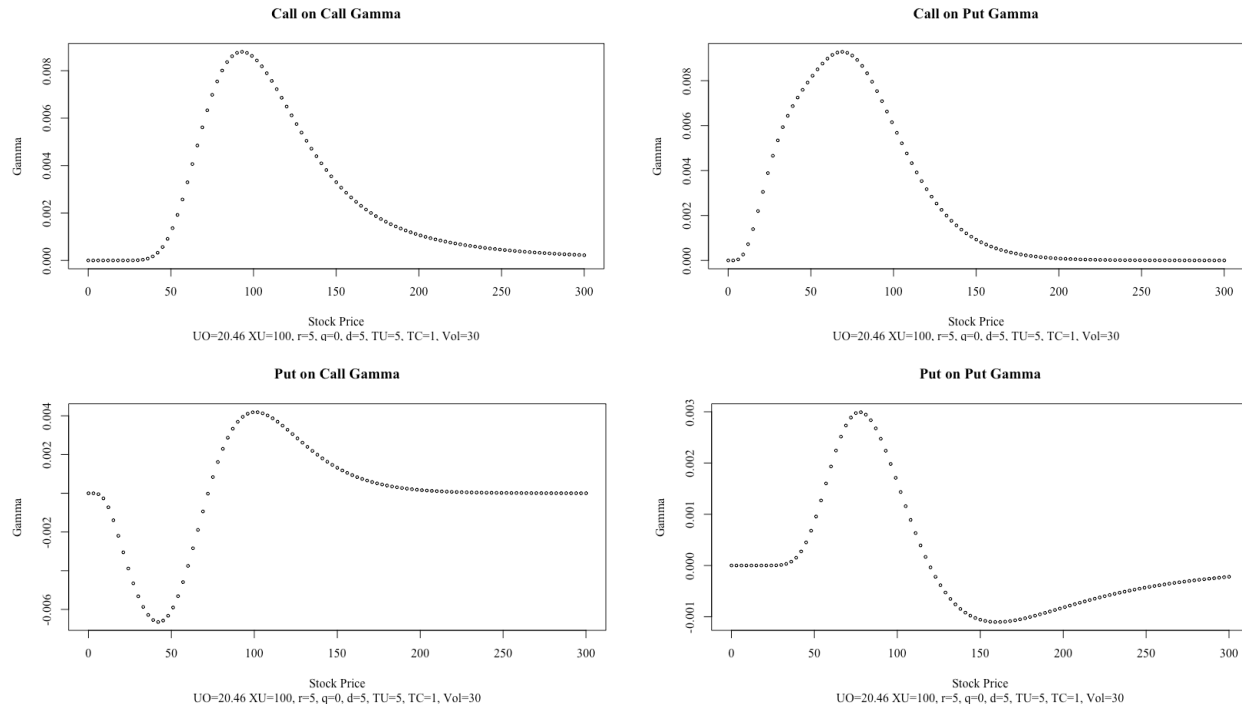 Call on Call Gamma
Gamma
0.000 0.002 0.004 0.006 0.008
0 50 100 150 200 250 300
Stock Price
UO=20.46 XU=100, r=5, q=0, d=5, TU=5, TC=1, Vol=30
Call on Put Gamma
Gamma
0.000 0.002 0.004 0.006 0.008
0 50 100 150 200 250 300
Stock Price
UO=20.46 XU=100, r=5, q=0, d=5, TU=5, TC=1, Vol=30
Put on Call Gamma
Gamma
-0.006 -0.002 0.002 0.004
0 50 100 150 200 250 300
Stock Price
UO=20.46 XU=100, r=5, q=0, d=5, TU=5, TC=1, Vol=30
Put on Put Gamma
Gamma
-0.001 0.000 0.001 0.002 0.003
0 50 100 150 200 250 300
Stock Price
UO=20.46 XU=100, r=5, q=0, d=5, TU=5, TC=1, Vol=30